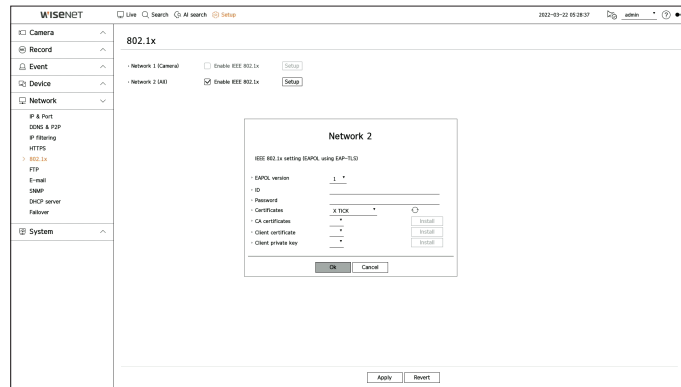 WISENET
Live Search AI search Setup
2022-03-22 05:28:37 admin ?
Camera
Record
Event
Device
Network
IP & Port
DDNS & P2P
IP filtering
HTTPS
> 802.1x
FTP
E-mail
SNMP
DHCP server
Failover
System
802.1x
· Network 1 (Camera) Enable IEEE 802.1x Setup
· Network 2 (All) Enable IEEE 802.1x Setup
Network 2
IEEE 802.1x setting (EAPOL using EAP-TLS)
· EAPOL version 1
· ID
· Password
· Certificates X TICK
· CA certificates Install
· Client certificate Install
· Client private key Install
Ok Cancel
Apply Revert